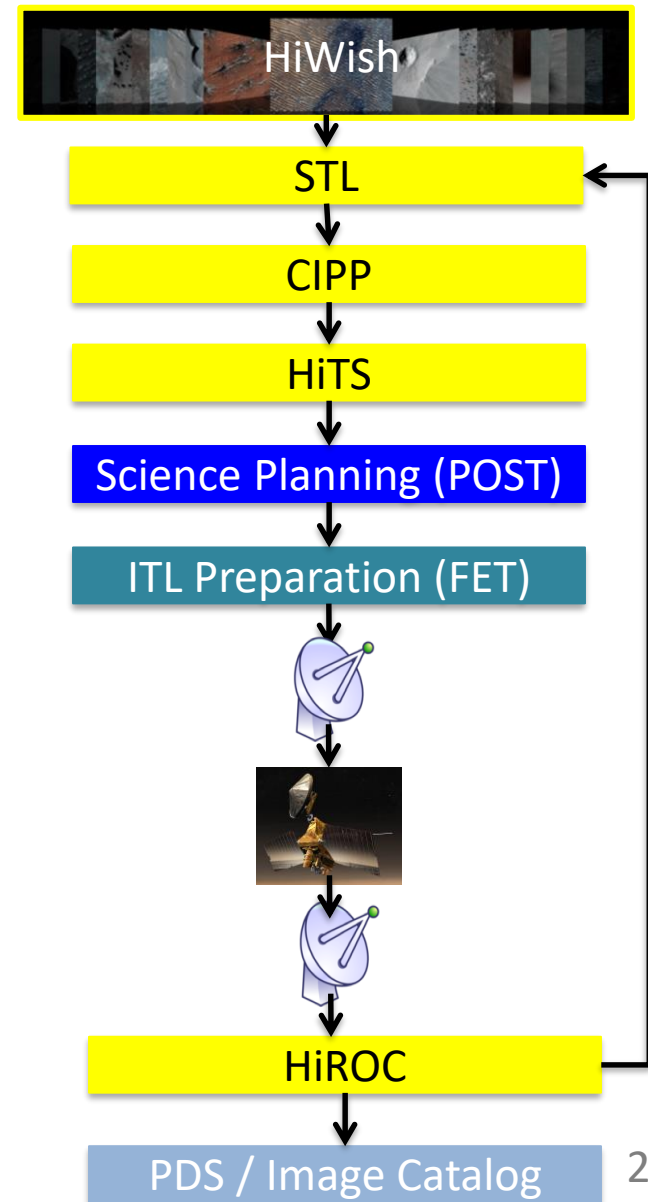 HiWish
STL
CIPP
HiTS
Science Planning (POST)
ITL Preparation (FET)
HiROC
PDS / Image Catalog
2